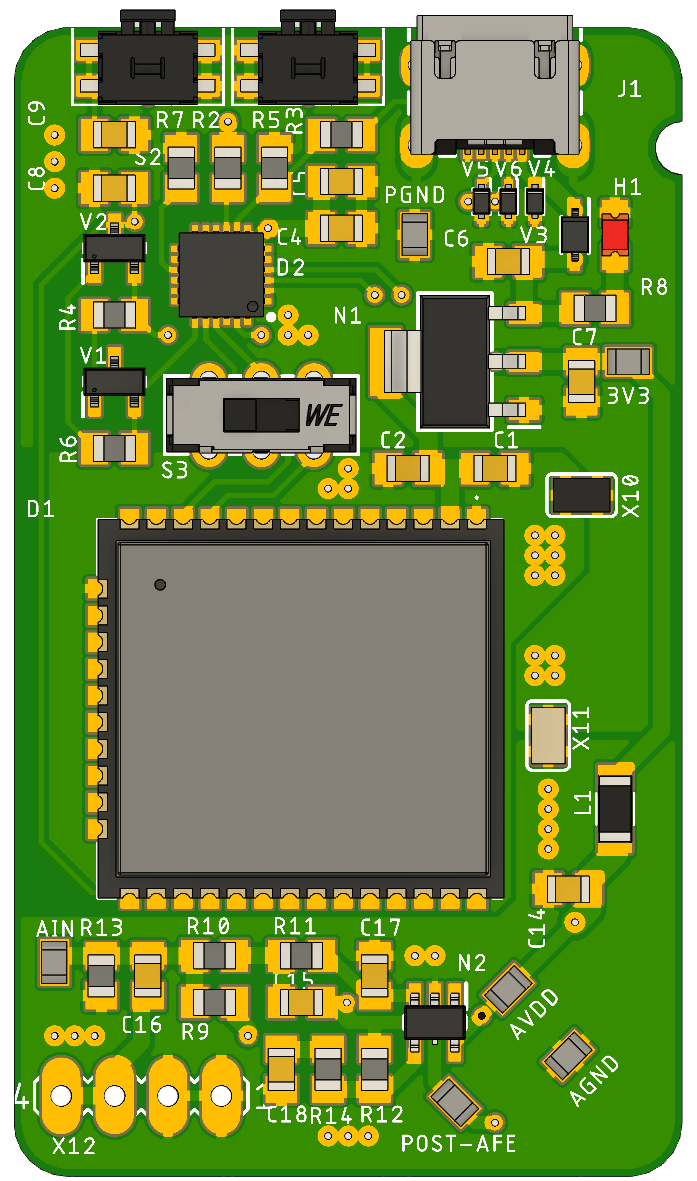 C9
J1
R7
R2
R5
R3
S2
C8
V5
V6
V4
H1
PGND
V2
C4
C6
V3
D2
R8
R4
N1
C7
V1
3V3
WE
R6
S3
C2
C1
X10
D1
X11
L1
C14
AIN
R13
R10
R11
C17
N2
C15
C16
R9
AVDD
AGND
4
1
C18
R14
R12
X12
POST-AFE